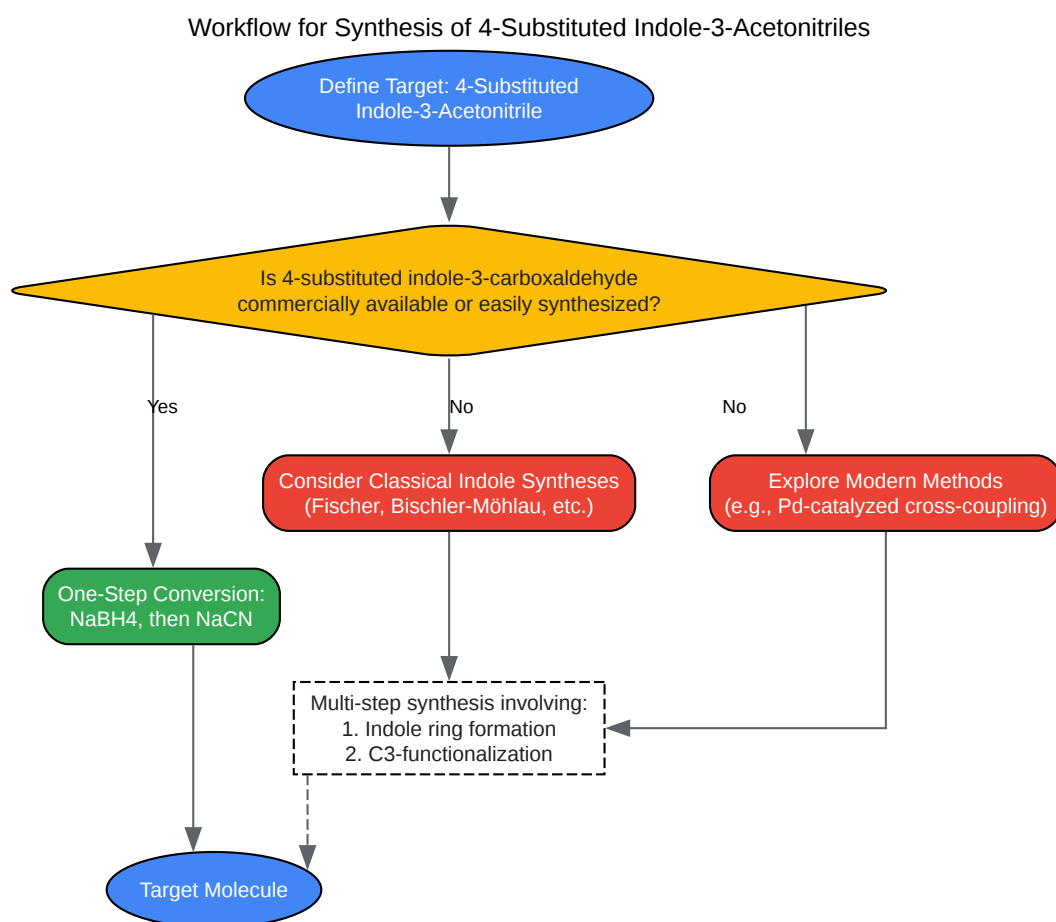 Workflow for Synthesis of 4-Substituted Indole-3-Acetonitriles
Define Target: 4-Substituted
Indole-3-Acetonitrile
Is 4-substituted indole-3-carboxaldehyde
commercially available or easily synthesized?
Yes
No
No
Consider Classical Indole Syntheses
(Fischer, Bischler-Möhlau, etc.)
Explore Modern Methods
(e.g., Pd-catalyzed cross-coupling)
One-Step Conversion:
NaBH4, then NaCN
Multi-step synthesis involving:
1. Indole ring formation
2. C3-functionalization
Target Molecule